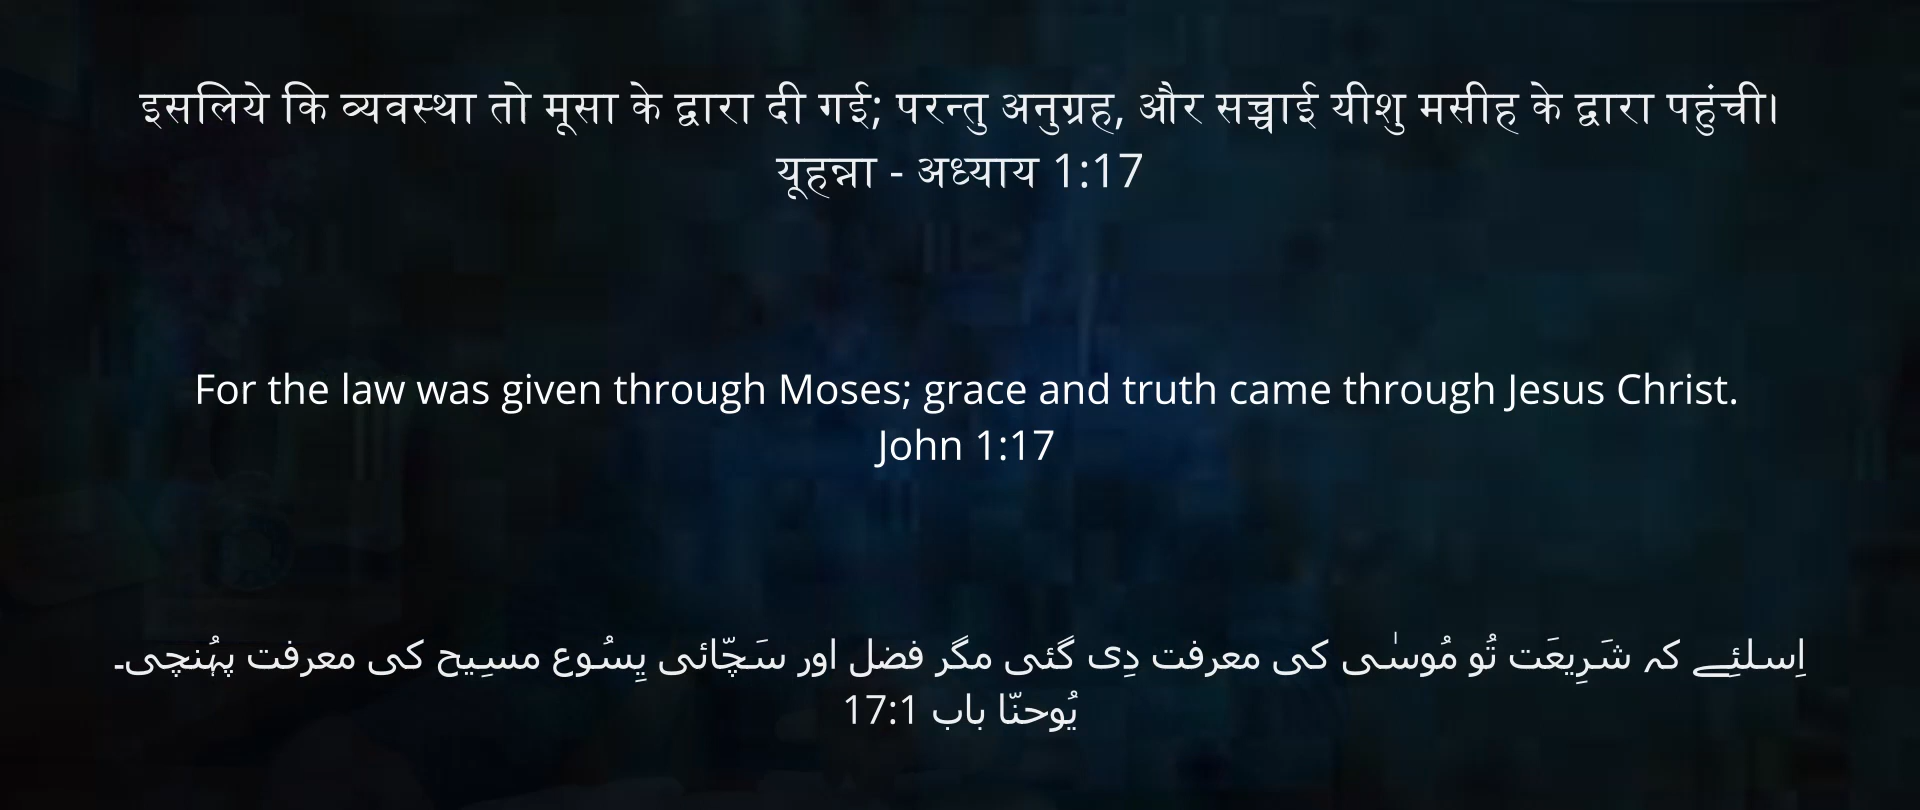 इसलिये कि व्यवस्था तो मूसा के द्वारा दी गई; परन्तु अनुग्रह, और सच्चाई यीशु मसीह के द्वारा पहुंची।
यूहन्ना - अध्याय 1:17
For the law was given through Moses; grace and truth came through Jesus Christ.
John 1:17
اِسلئِے کہ شَرِیعَت تُو مُوسٰی کی معرفت دِی گئی مگر فضل اور سَچّائی یِسُوع مسِیح کی معرفت پہُنچی۔
یُوحنّا باب 17:1